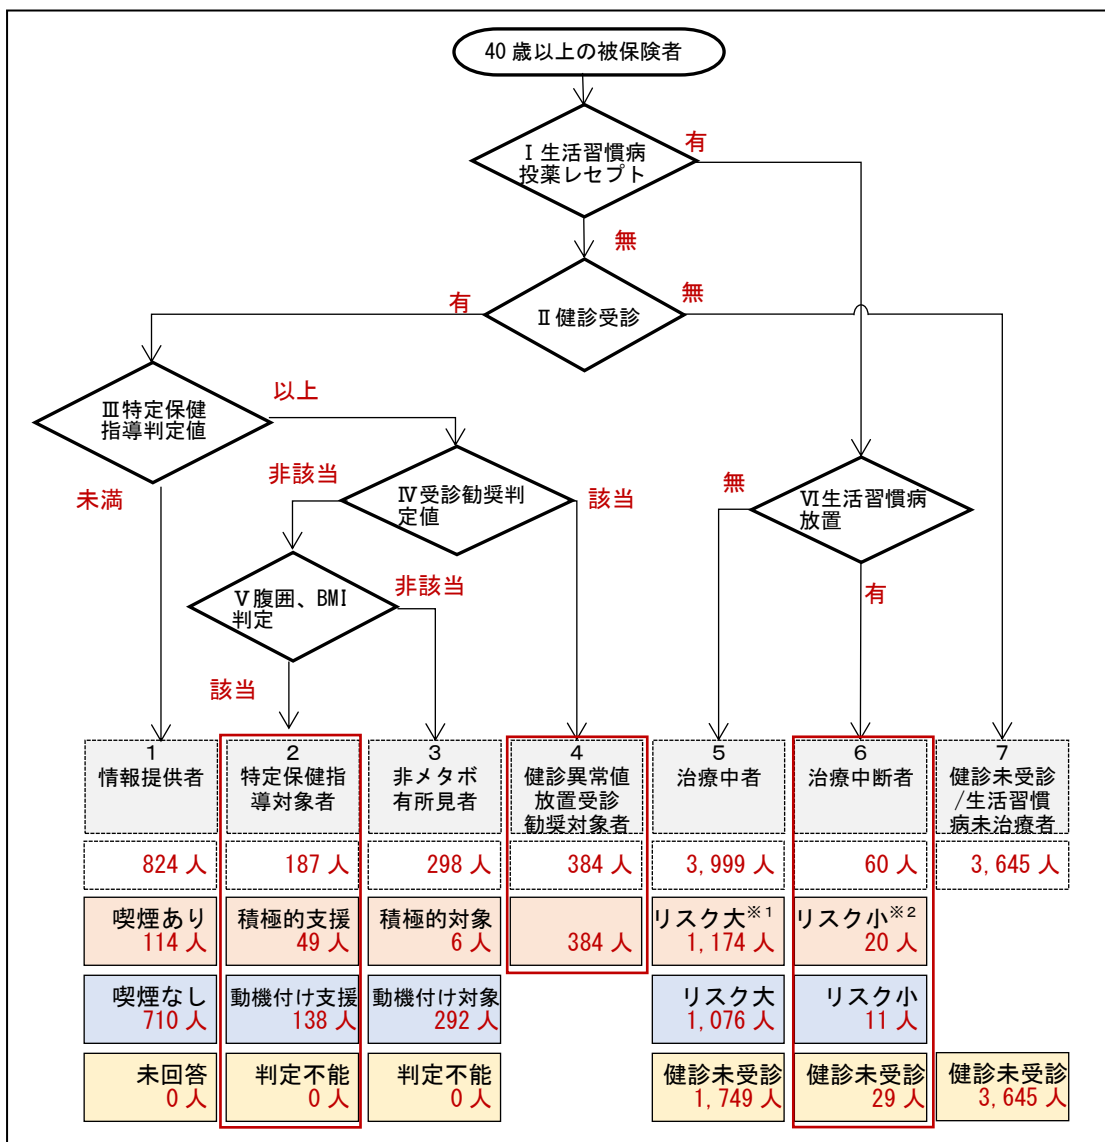 40歳以上の被保険者
Ⅰ生活習慣病
投薬レセプト
有
無
Ⅱ健診受診
有
無
Ⅲ特定保健
指導判定値
以上
未満
Ⅳ受診勧奨判
定値
非該当
該当
Ⅴ腹囲、BMI
判定
非該当
該当
Ⅵ生活習慣病
放置
無
有
1
情報提供者
824人
喫煙あり
114人
喫煙なし
710人
未回答
0人
2
特定保健指
導対象者
187人
積極的支援
49人
動機付け支援
138人
判定不能
0人
3
非メタボ
有所見者
298人
積極的対象
6人
動機付け対象
292人
判定不能
0人
4
健診異常値
放置受診
勧奨対象者
384人
384人
5
治療中者
3,999人
リスク大※1
1,174人
リスク大
1,076人
健診未受診
1,749人
6
治療中断者
60人
リスク小※2
20人
リスク小
11人
健診未受診
29人
7
健診未受診
/生活習慣
病未治療者
3,645人
健診未受診
3,645人